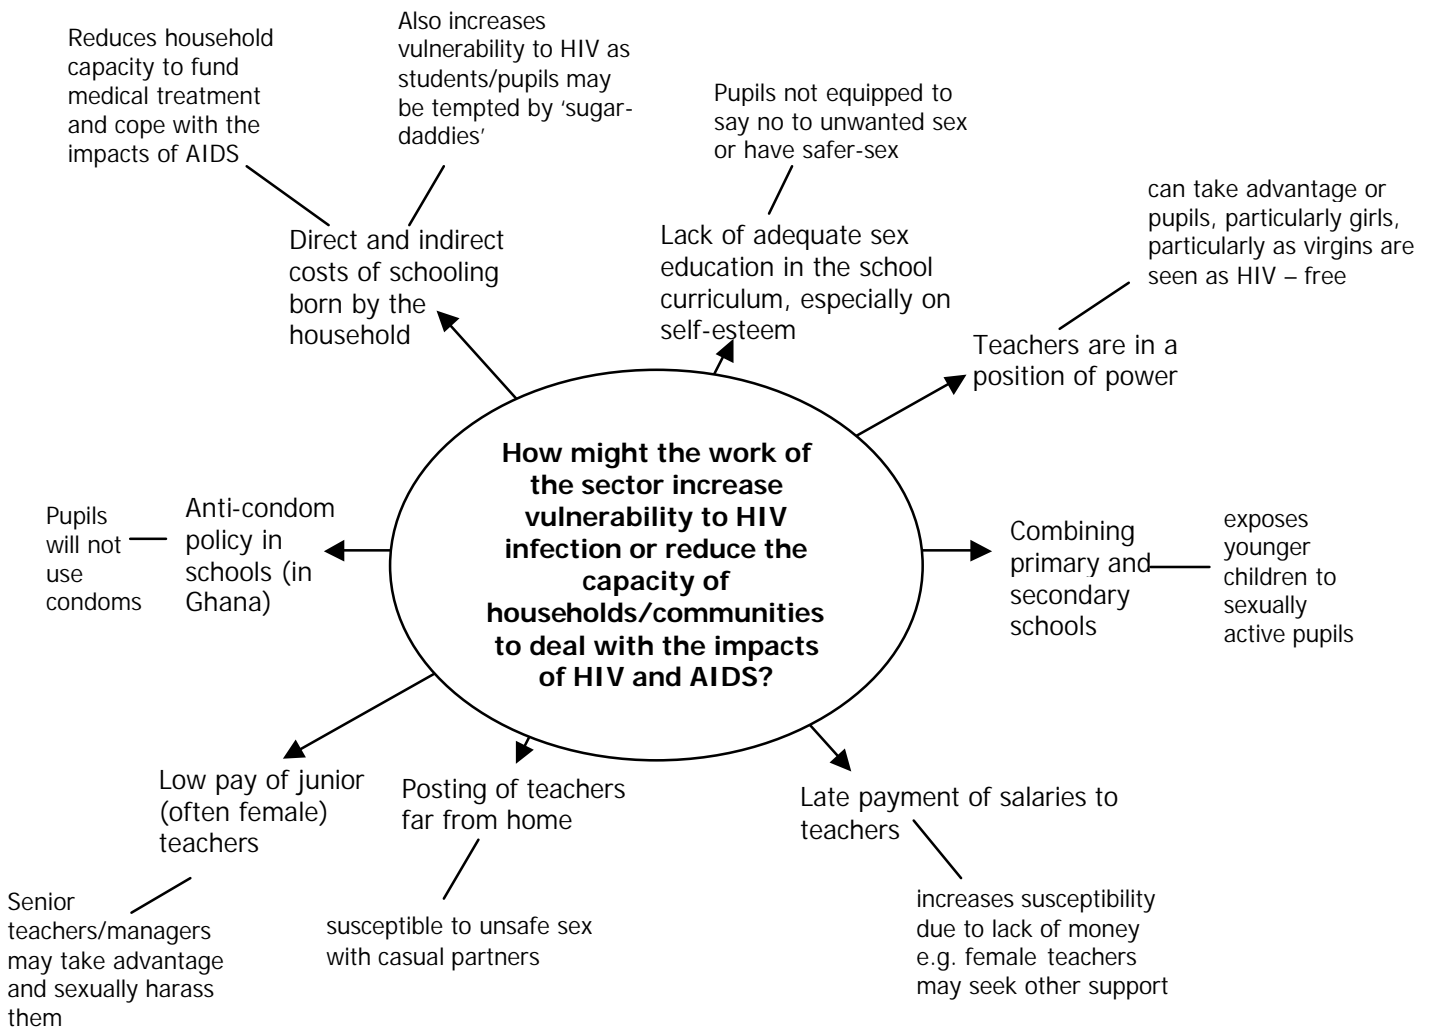 Reduces household
capacity to fund
medical treatment
and cope with the
impacts of AIDS
Also increases
vulnerability to HIV as
students/pupils may
be tempted by ‘sugar-
daddies’
Pupils not equipped to
say no to unwanted sex
or have safer-sex
can take advantage or
pupils, particularly girls,
particularly as virgins are
seen as HIV – free
Direct and indirect
costs of schooling
born by the
household
Lack of adequate sex
education in the school
curriculum, especially on
self-esteem
Teachers are in a
position of power
How might the work of
the sector increase
vulnerability to HIV
infection or reduce the
capacity of
households/communities
to deal with the impacts
of HIV and AIDS?
Pupils
will not
use
condoms
Anti-condom
policy in
schools (in
Ghana)
Combining
primary and
secondary
schools
exposes
younger
children to
sexually
active pupils
Low pay of junior
(often female)
teachers
Posting of teachers
far from home
Late payment of salaries to
teachers
Senior
teachers/managers
may take advantage
and sexually harass
them
susceptible to unsafe sex
with casual partners
increases susceptibility
due to lack of money
e.g. female teachers
may seek other support